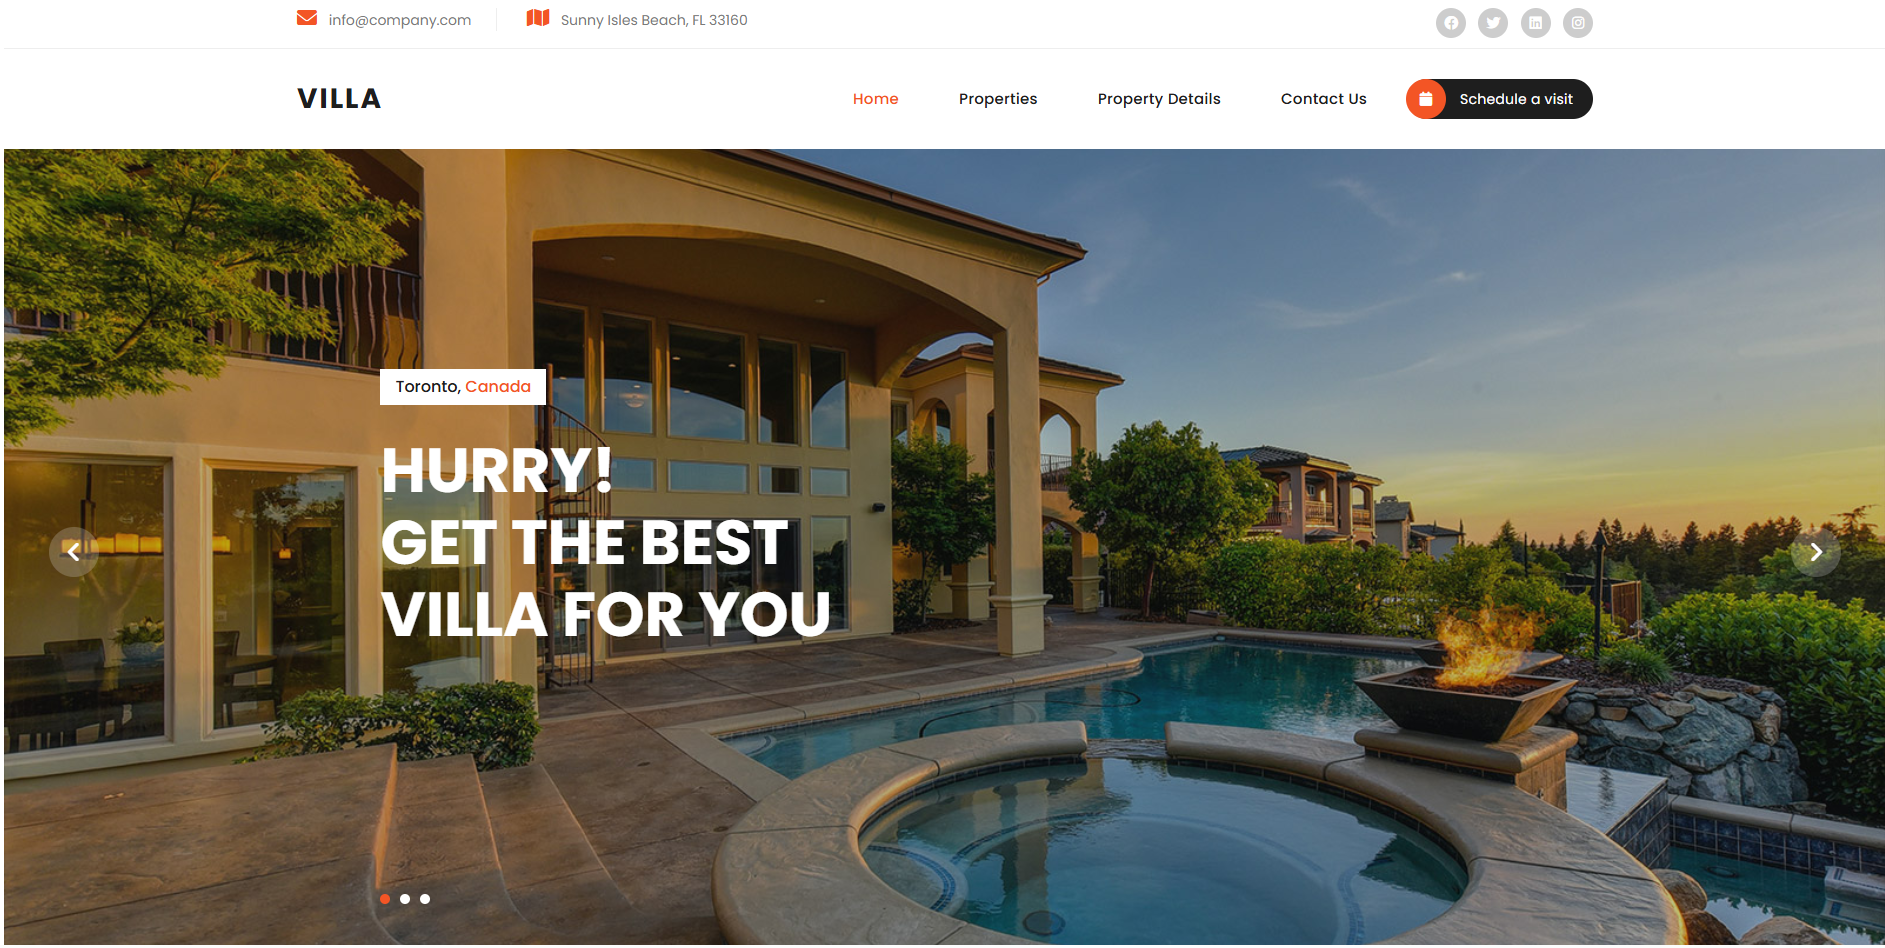 info@company.com
Sunny Isles Beach, FL 33160
VILLA
Home
Properties
Property Details
Contact Us
Schedule a visit
Toronto, Canada
HURRY!
GET THE BEST
VILLA FOR YOU